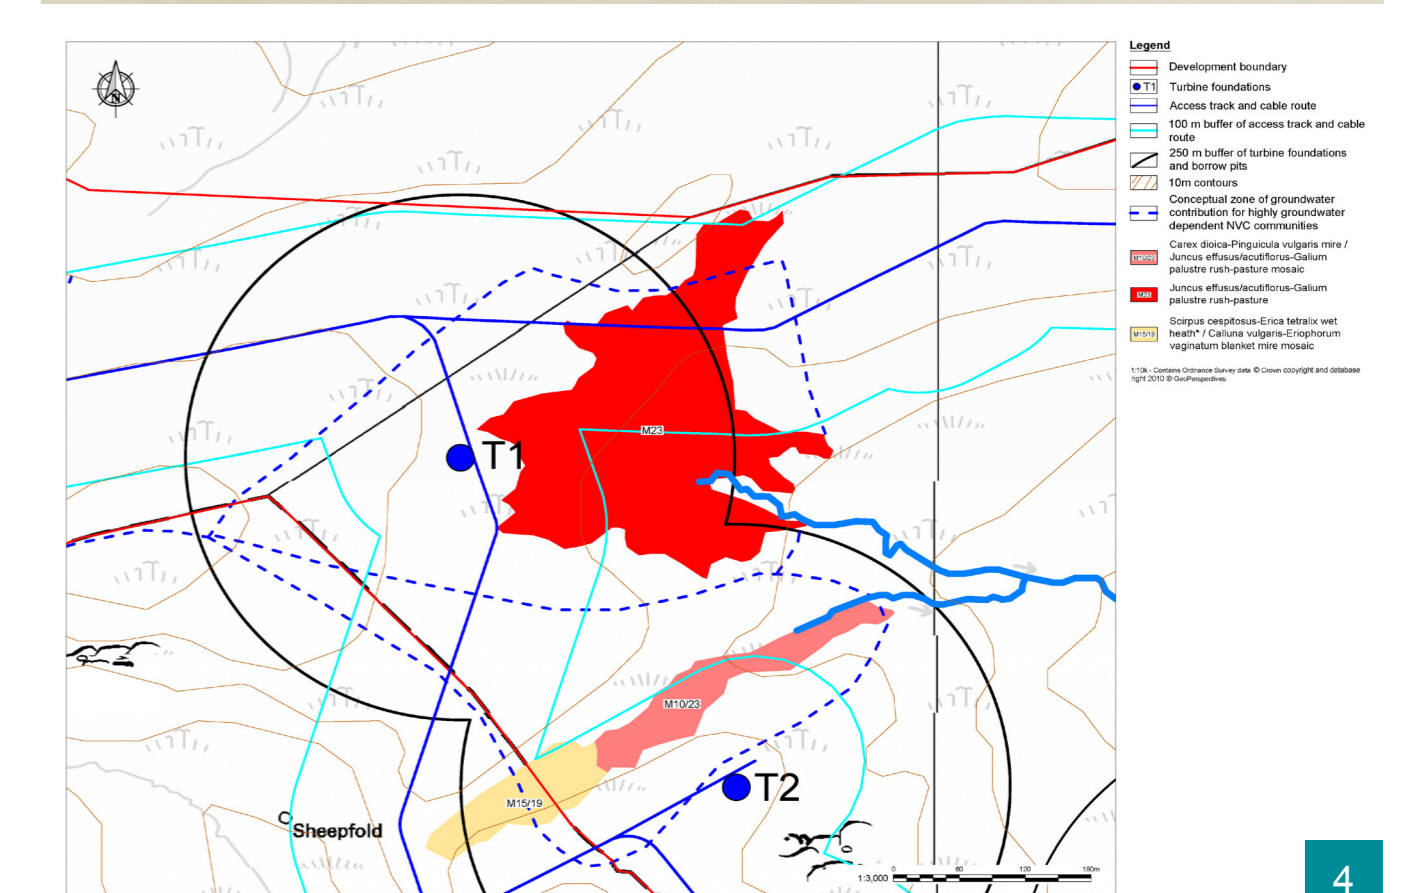 N
Legend
Development boundary
T1 Turbine foundations
Access track and cable route
100 m buffer of access track and cable
route
250 m buffer of turbine foundations
and borrow pits
10m contours
Conceptual zone of groundwater
contribution for highly groundwater
dependent NVC communities
Carex dioica-Pinguicula vulgaris mire /
M10/23 Juncus effusus/acutiflorus-Galium
palustre rush-pasture mosaic
Juncus effusus/acutiflorus-Galium
M23 palustre rush-pasture
Scirpus cespitosus-Erica tetralix wet
M15/19 heath* / Calluna vulgaris-Eriophorum
vaginatum blanket mire mosaic
1:10k - Contains Ordnance Survey data © Crown copyright and database
right 2010 © GeoPerspectives
M23
T1
M10/23
T2
M15/19
Sheepfold
0 60 120 180m
1:3,000
4